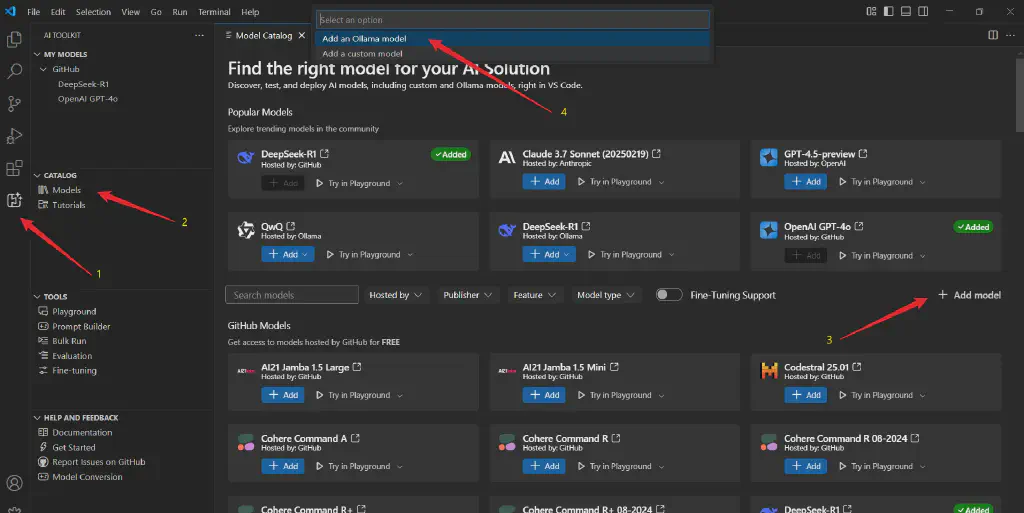 File Edit Selection View Go Run Terminal Help
Select an option
Add an Ollama model
Add a custom model
4
AI TOOLKIT
MY MODELS
GitHub
DeepSeek-R1
OpenAI GPT-4o
CATALOG
Models
Tutorials
2
1
TOOLS
Playground
Prompt Builder
Bulk Run
Evaluation
Fine-tuning
HELP AND FEEDBACK
Documentation
Get Started
Report Issues on GitHub
Model Conversion
Model Catalog
Find the right model for your AI Solution
Discover, test, and deploy AI models, including custom and Ollama models, right in VS Code.
Popular Models
Explore trending models in the community
DeepSeek-R1
Added
Hosted by: GitHub
Add Try in Playground
Claude 3.7 Sonnet (20250219)
Hosted by: Anthropic
Add Try in Playground
GPT-4.5-preview
Hosted by: OpenAI
Add Try in Playground
QwQ
Hosted by: Ollama
Add Try in Playground
DeepSeek-R1
Hosted by: Ollama
Add Try in Playground
OpenAI GPT-4o
Added
Hosted by: GitHub
Add Try in Playground
Search models Hosted by Publisher Feature Model type Fine-Tuning Support + Add model
3
GitHub Models
Get access to models hosted by GitHub for FREE
AI21 Jamba 1.5 Large
Hosted by: GitHub
Add Try in Playground
AI21 Jamba 1.5 Mini
Hosted by: GitHub
Add Try in Playground
Codestral 25.01
Hosted by: GitHub
Add Try in Playground
Cohere Command A
Hosted by: GitHub
Add Try in Playground
Cohere Command R
Hosted by: GitHub
Add Try in Playground
Cohere Command R 08-2024
Hosted by: GitHub
Add Try in Playground
Cohere Command R+
Cohere Command R+ 08-2024
DeepSeek-R1
Added